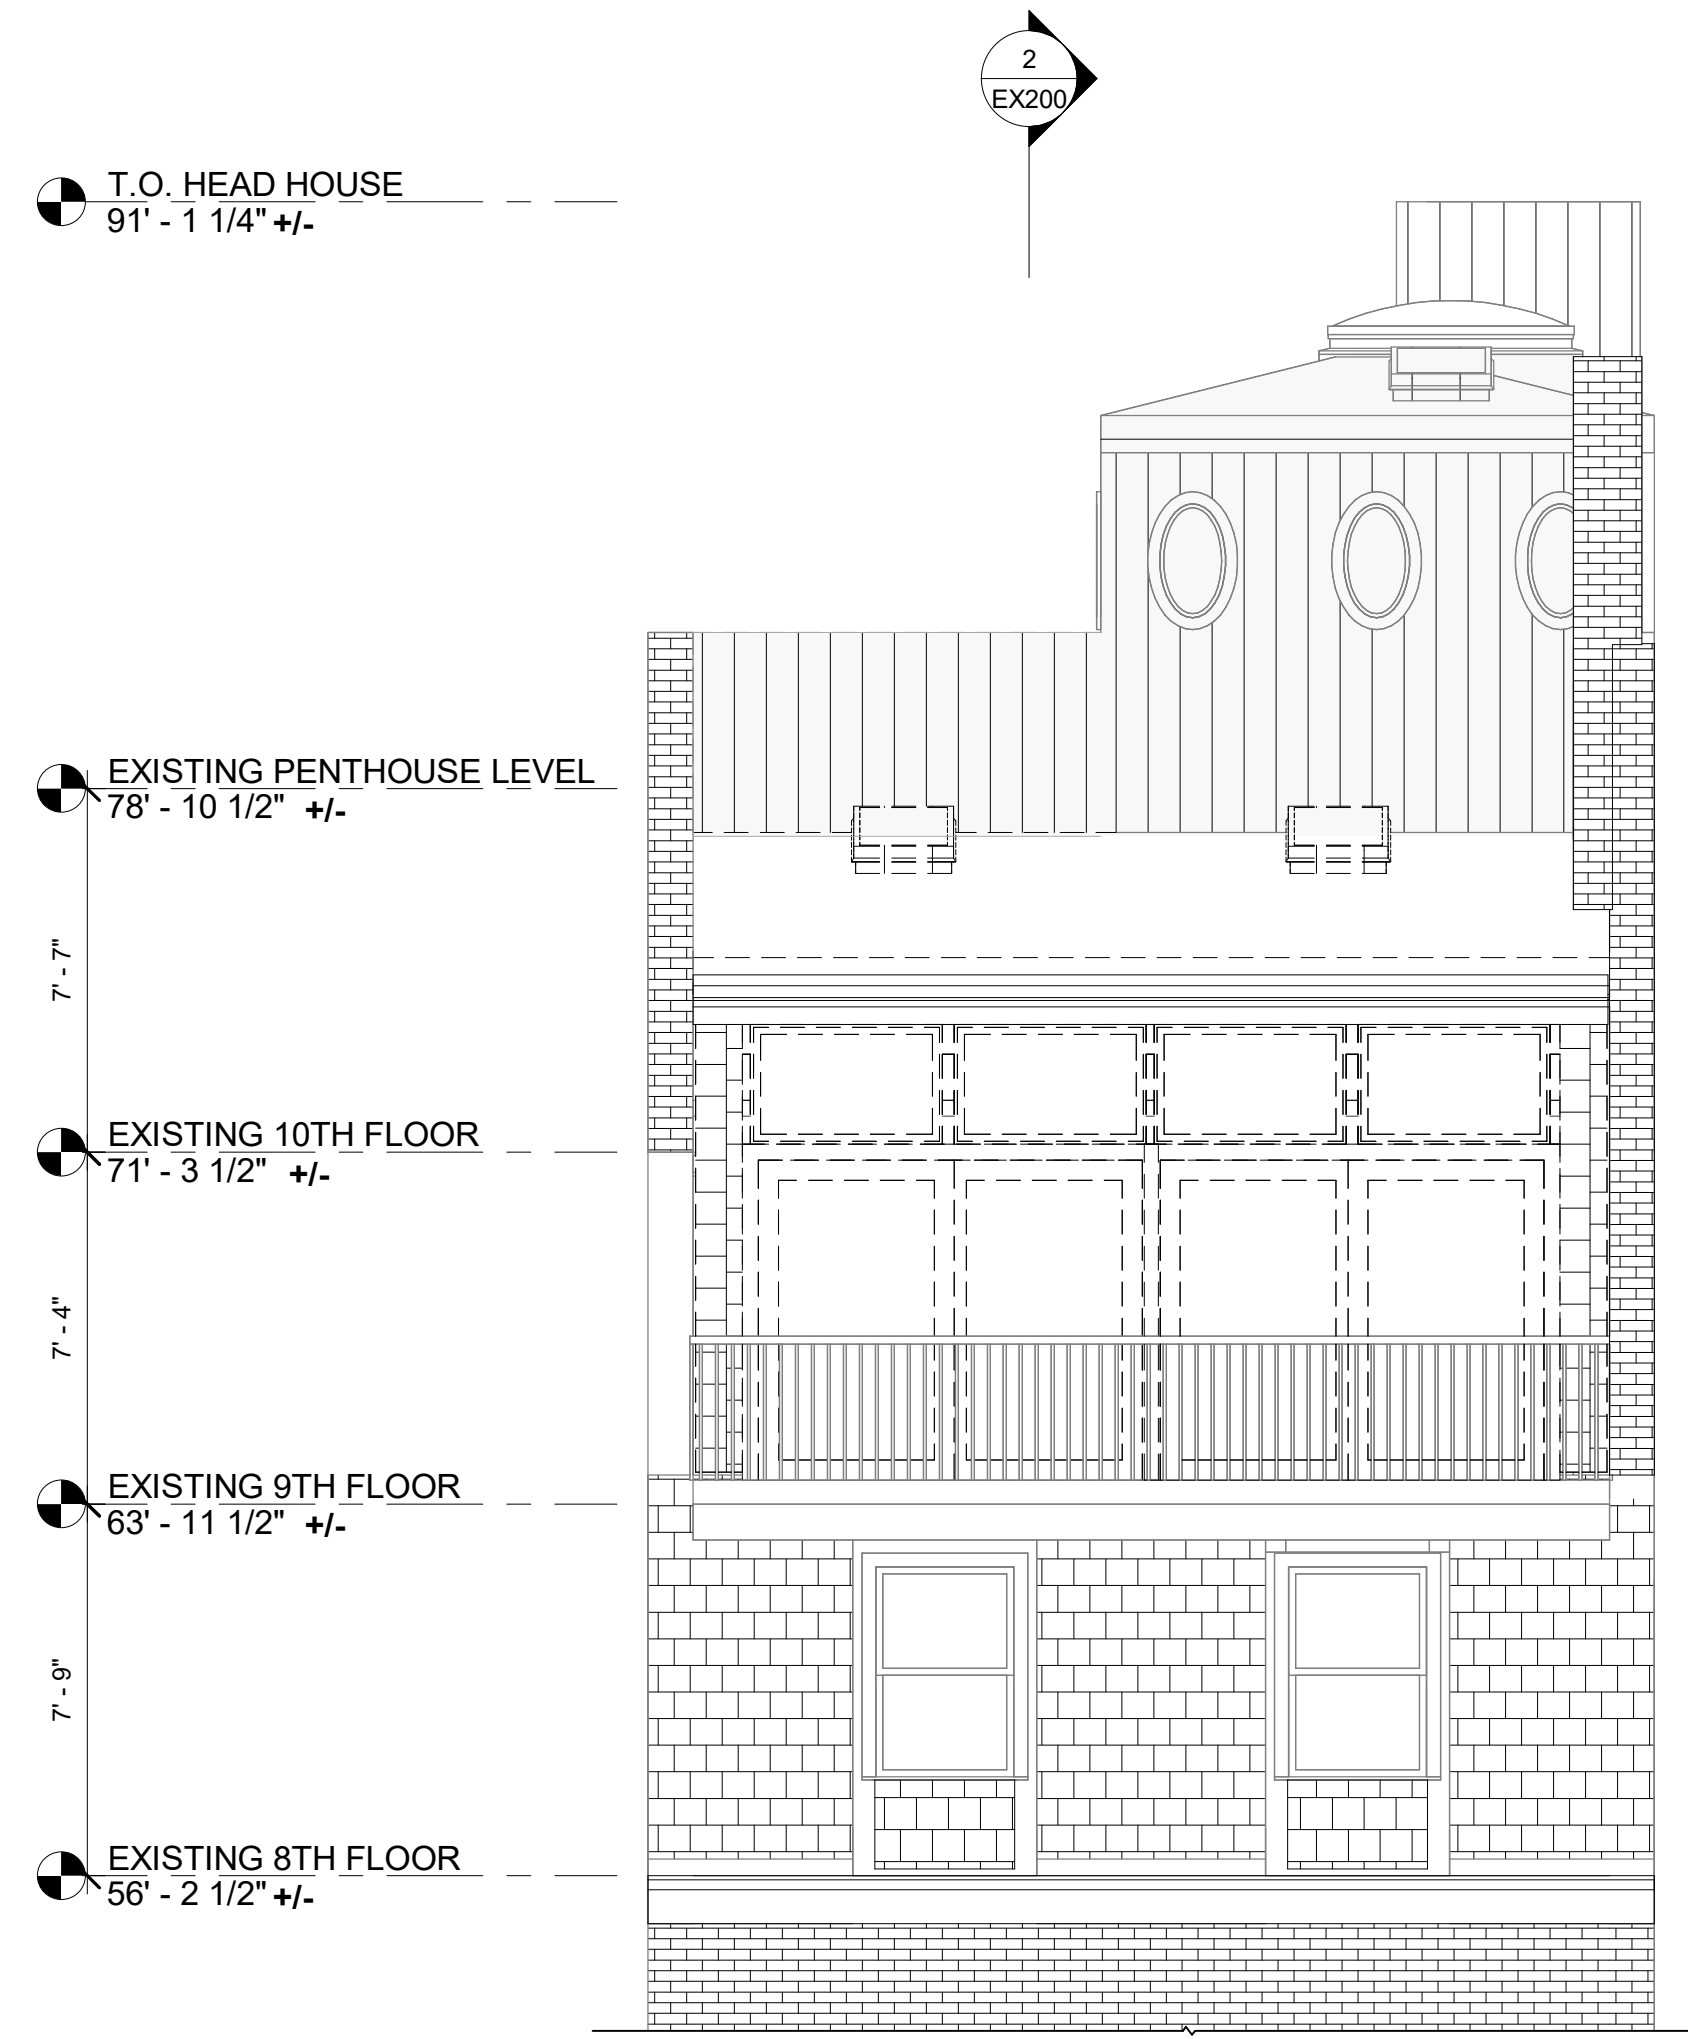 2
EX200
T.O. HEAD HOUSE
91' - 1 1/4" +/-
EXISTING PENTHOUSE LEVEL
78' - 10 1/2" +/-
7' - 7"
EXISTING 10TH FLOOR
71' - 3 1/2" +/-
7' - 4"
EXISTING 9TH FLOOR
63' - 11 1/2" +/-
7' - 9"
EXISTING 8TH FLOOR
56' - 2 1/2" +/-